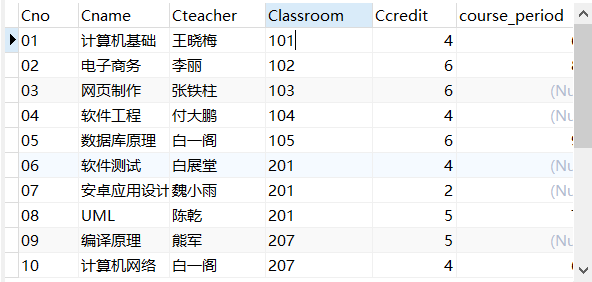 Cno Cname Cteacher Classroom Ccredit course_period
01 计算机基础 王晓梅 101 4
02 电子商务 李丽 102 6
03 网页制作 张铁柱 103 6 (Nu
04 软件工程 付大鹏 104 4 (Nu
05 数据库原理 白一阁 105 6
06 软件测试 白展堂 201 4 (Nu
07 安卓应用设计 魏小雨 201 2 (Nu
08 UML 陈乾 201 5
09 编译原理 熊军 207 5 (Nu
10 计算机网络 白一阁 207 4